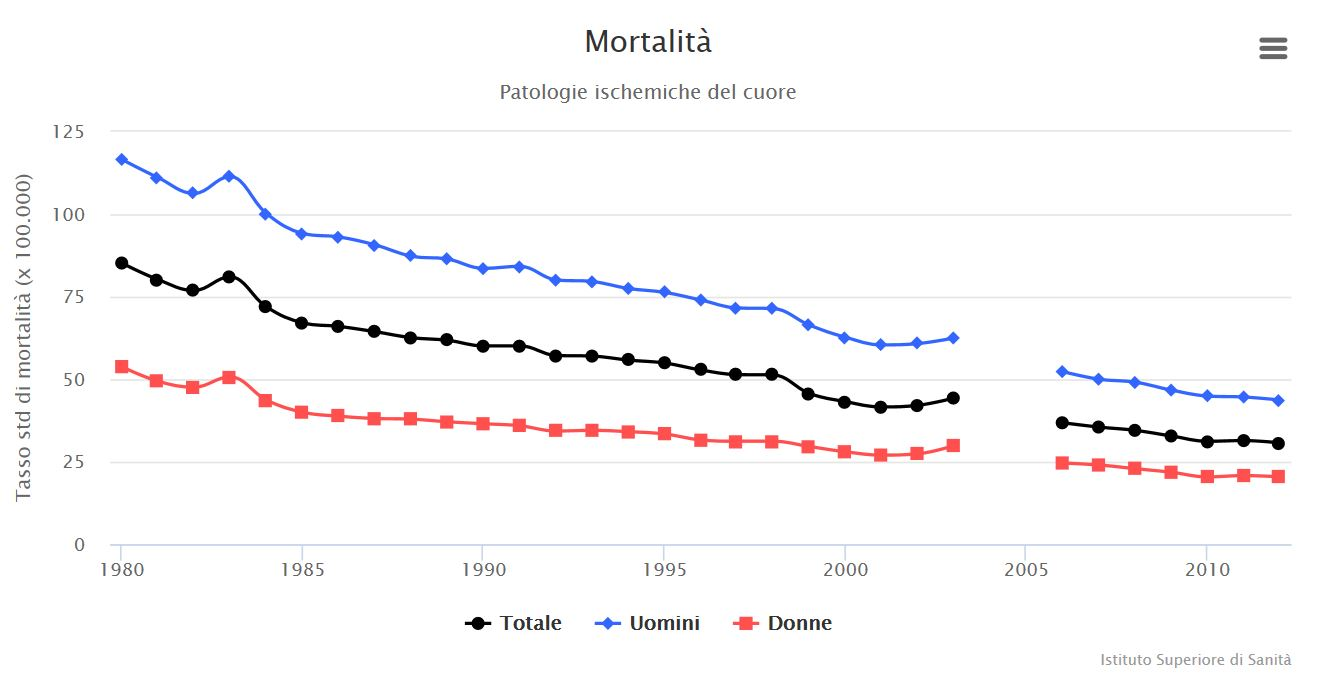 Mortalità
Patologie ischemiche del cuore
Tasso std di mortalità (x 100.000)
125
100
75
50
25
0
1980 1985 1990 1995 2000 2005 2010
Totale Uomini Donne
Istituto Superiore di Sanità